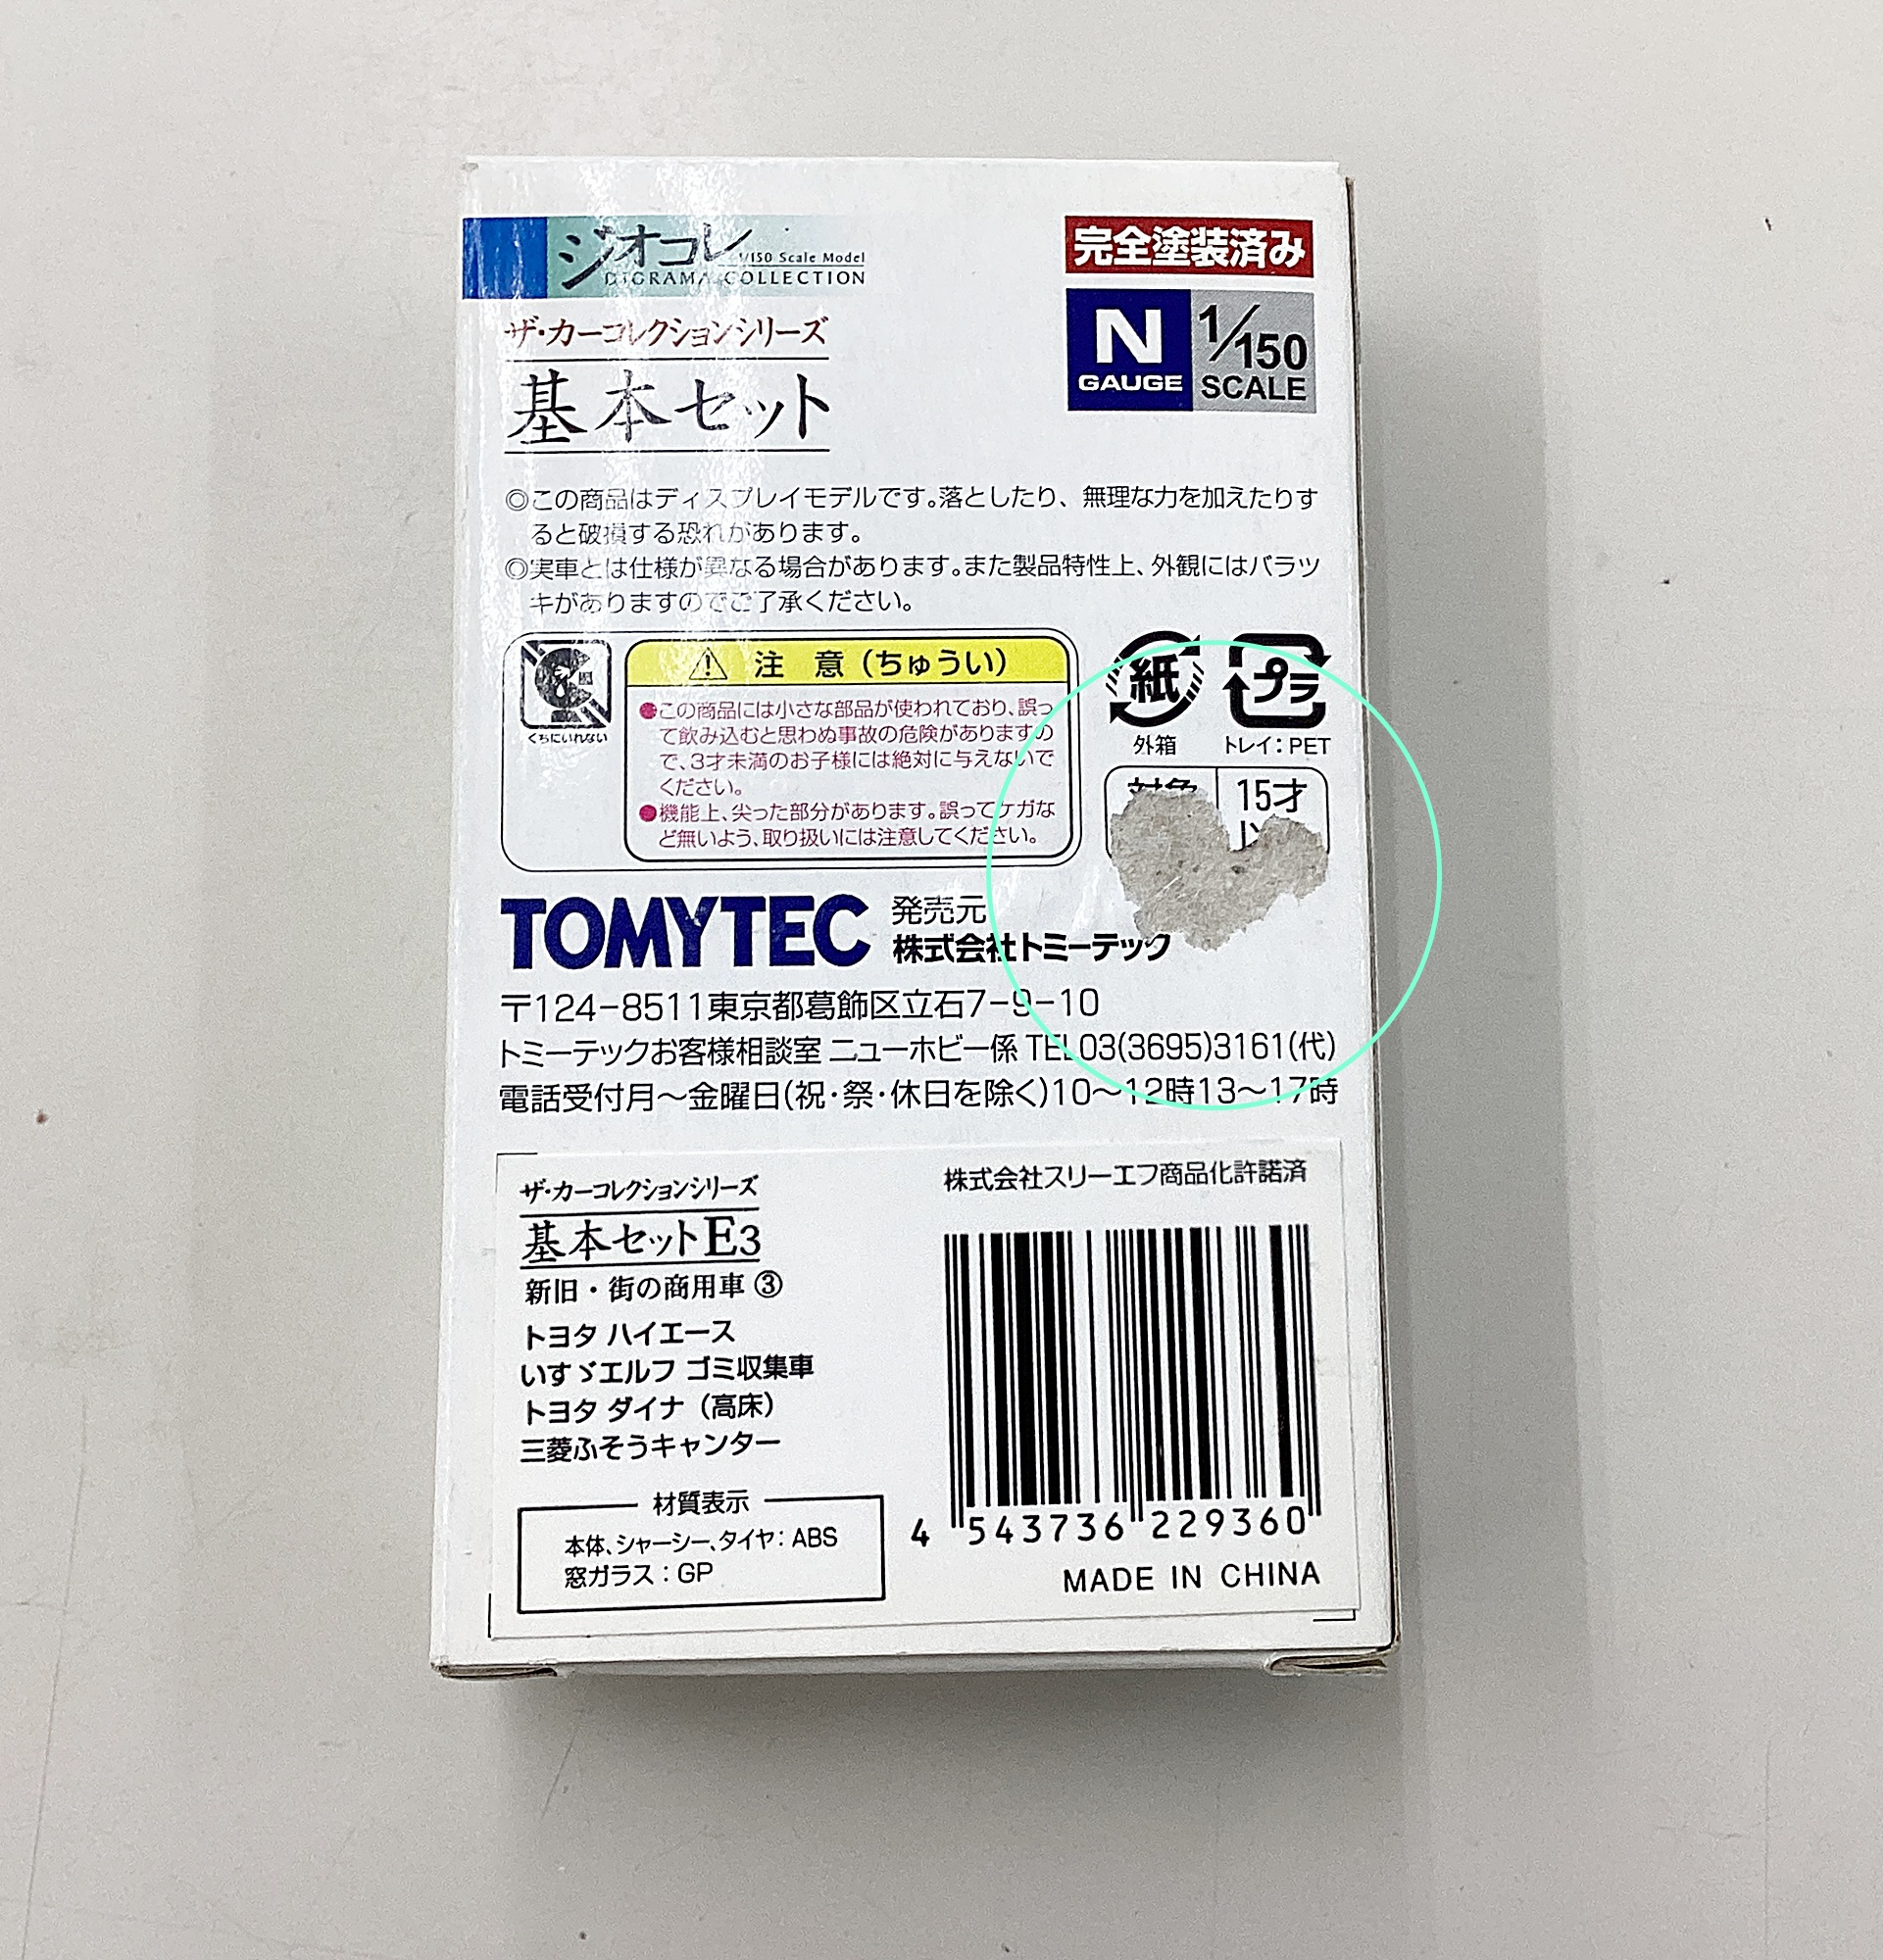 ジオコレ
1/150 Scale Model
DIORAMA COLLECTION
完全塗装済み
N GAUGE
1/150 SCALE
ザ・カーコレクションシリーズ
基本セット
◎この商品はディスプレイモデルです。落としたり、無理な力を加えたりす
ると破損する恐れがあります。
◎実車とは仕様が異なる場合があります。また製品特性上、外観にはバラツ
キがありますのでご了承ください。
くちにいれない
⚠ 注 意（ちゅうい）
●この商品には小さな部品が使われており、誤っ
て飲み込むと思わぬ事故の危険がありますの
で、3才未満のお子様には絶対に与えないで
ください。
●機能上、尖った部分があります。誤ってケガな
ど無いよう、取り扱いには注意してください。
紙
外箱
プラ
トレイ：PET
対象
15才
TOMYTEC
発売元
株式会社トミーテック
〒124-8511東京都葛飾区立石7-9-10
トミーテックお客様相談室 ニューホビー係 TEL03(3695)3161(代)
電話受付月～金曜日(祝・祭・休日を除く)10～12時13～17時
ザ・カーコレクションシリーズ
基本セットE3
新旧・街の商用車 ③
トヨタ ハイエース
いすゞエルフ ゴミ収集車
トヨタ ダイナ（高床）
三菱ふそうキャンター
材質表示
本体、シャーシー、タイヤ：ABS
窓ガラス：GP
株式会社スリーエフ商品化許諾済
4 543736 229360
MADE IN CHINA